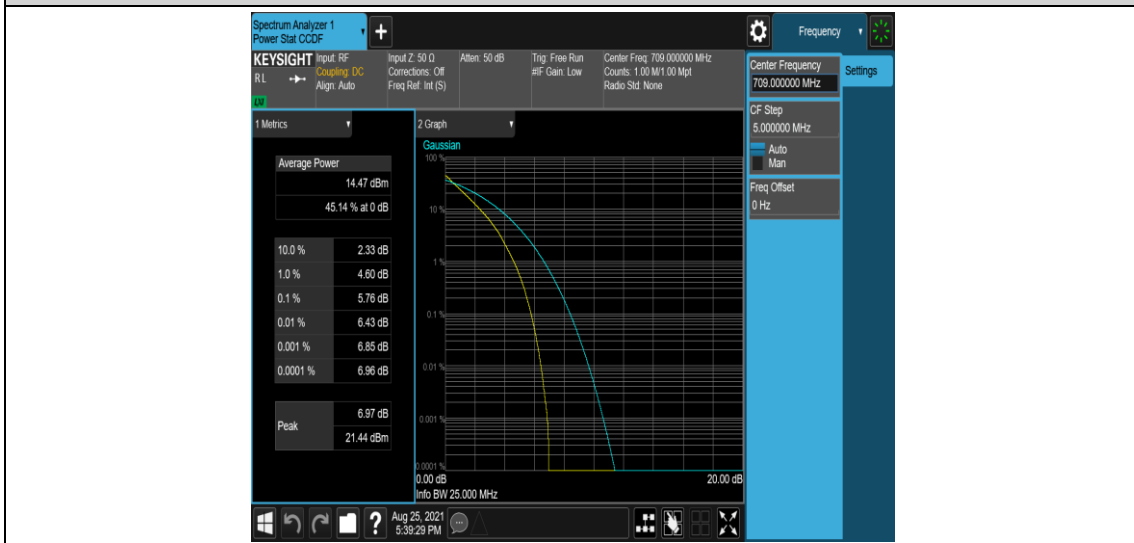 Spectrum Analyzer 1
Power Stat CCDF
+
Frequency
KEYSIGHT
RL
LXI
Input: RF
Coupling: DC
Align: Auto
Input Z: 50 Ω
Corrections: Off
Freq Ref: Int (S)
Atten: 50 dB
Trig: Free Run
#IF Gain: Low
Center Freq: 709.000000 MHz
Counts: 1.00 M/1.00 Mpt
Radio Std: None
Center Frequency
709.000000 MHz
Settings
CF Step
5.000000 MHz
Auto
Man
Freq Offset
0 Hz
1 Metrics
Average Power
14.47 dBm
45.14 % at 0 dB
10.0 % 2.33 dB
1.0 % 4.60 dB
0.1 % 5.76 dB
0.01 % 6.43 dB
0.001 % 6.85 dB
0.0001 % 6.96 dB
Peak
6.97 dB
21.44 dBm
2 Graph
Gaussian
100 %
10 %
1 %
0.1 %
0.01 %
0.001 %
0.0001 %
0.00 dB 20.00 dB
Info BW 25.000 MHz
?
Aug 25, 2021
5:39:29 PM